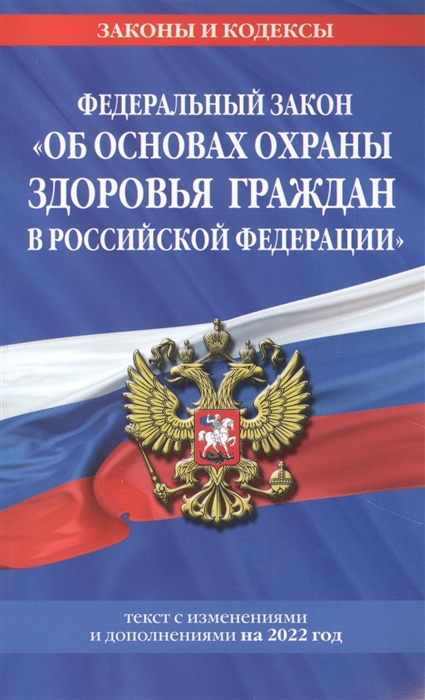 ЗАКОНЫ И КОДЕКСЫ
ФЕДЕРАЛЬНЫЙ ЗАКОН
«ОБ ОСНОВАХ ОХРАНЫ
ЗДОРОВЬЯ ГРАЖДАН
В РОССИЙСКОЙ ФЕДЕРАЦИИ»
текст с изменениями
и дополнениями на 2022 год